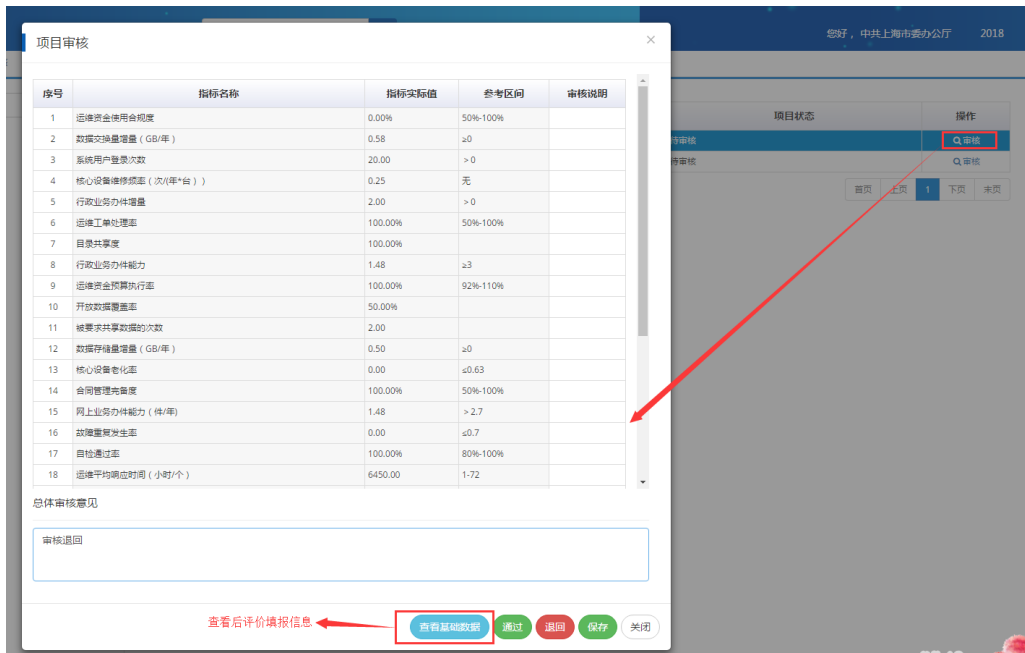 项目审核
×
您好，中共上海市委办公厅 2018
序号 指标名称 指标实际值 参考区间 审核说明
1 运维资金使用合规度 0.00% 50%-100%
2 数据交换量增量（GB/年） 0.58 ≥0
3 系统用户登录次数 20.00 ＞0
4 核心设备维修频率（次/(年*台)） 0.25 无
5 行政业务办件增量 2.00 ＞0
6 运维工单处理率 100.00% 50%-100%
7 目录共享度 100.00%
8 行政业务办件能力 1.48 ≥3
9 运维资金预算执行率 100.00% 92%-110%
10 开放数据覆盖率 50.00%
11 被要求共享数据的次数 2.00
12 数据存储量增量（GB/年） 0.50 ≥0
13 核心设备老化率 0.00 ≤0.63
14 合同管理完备度 100.00% 50%-100%
15 网上业务办件能力（件/年) 1.48 ＞2.7
16 故障重复发生率 0.00 ≤0.7
17 自检通过率 100.00% 80%-100%
18 运维平均响应时间（小时/个） 6450.00 1-72
项目状态 操作
待审核 审核
待审核 审核
首页 上页 1 下页 末页
总体审核意见
审核退回
查看后评价填报信息
查看基础数据 通过 退回 保存 关闭